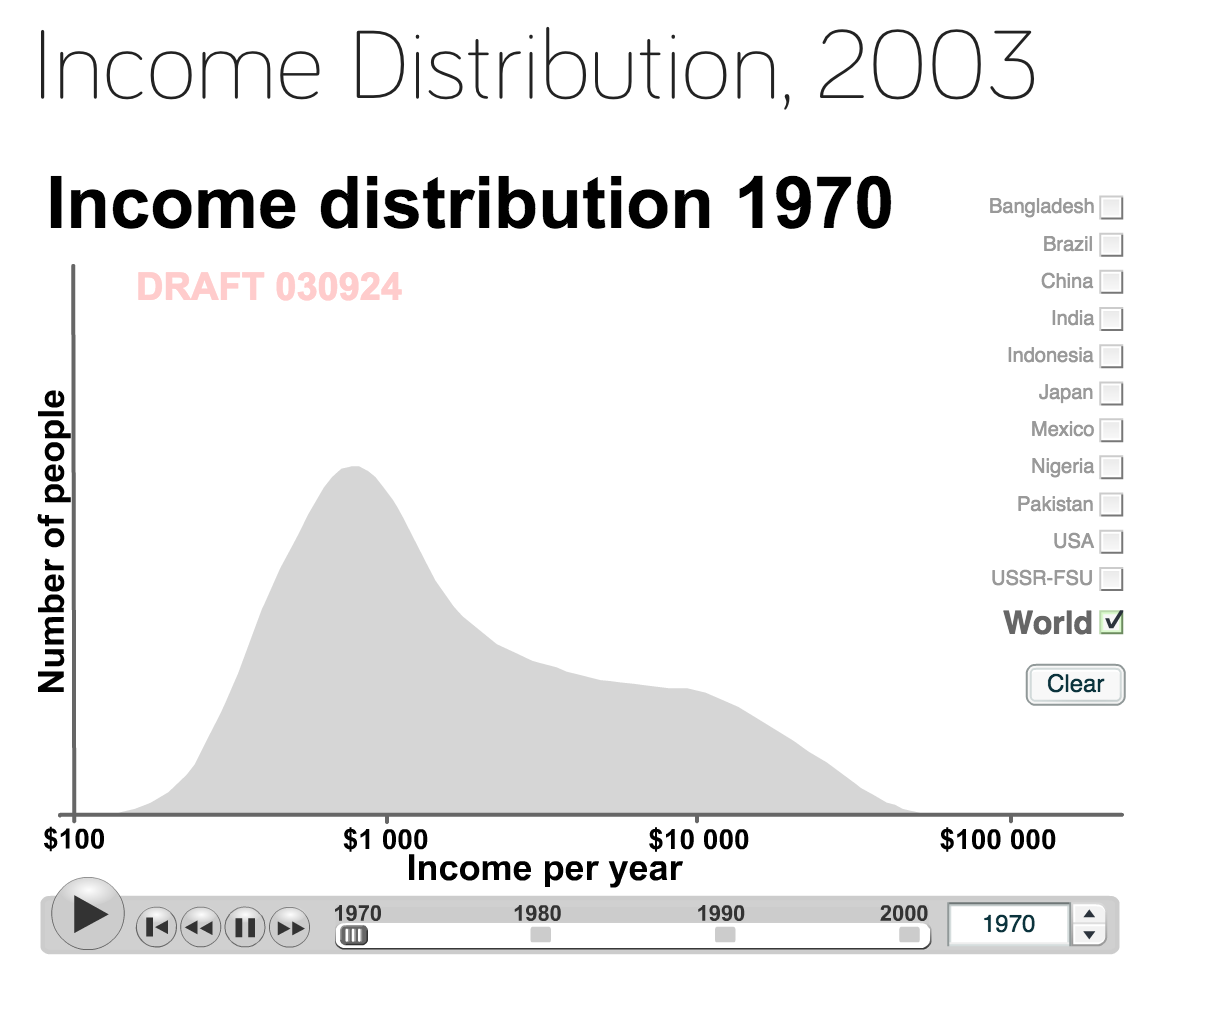 Income Distribution, 2003
Income distribution 1970
DRAFT 030924
Bangladesh
Brazil
China
India
Indonesia
Japan
Mexico
Nigeria
Pakistan
USA
USSR-FSU
World
Clear
Number of people
$100 $1 000 $10 000 $100 000
Income per year
1970 1980 1990 2000
1970